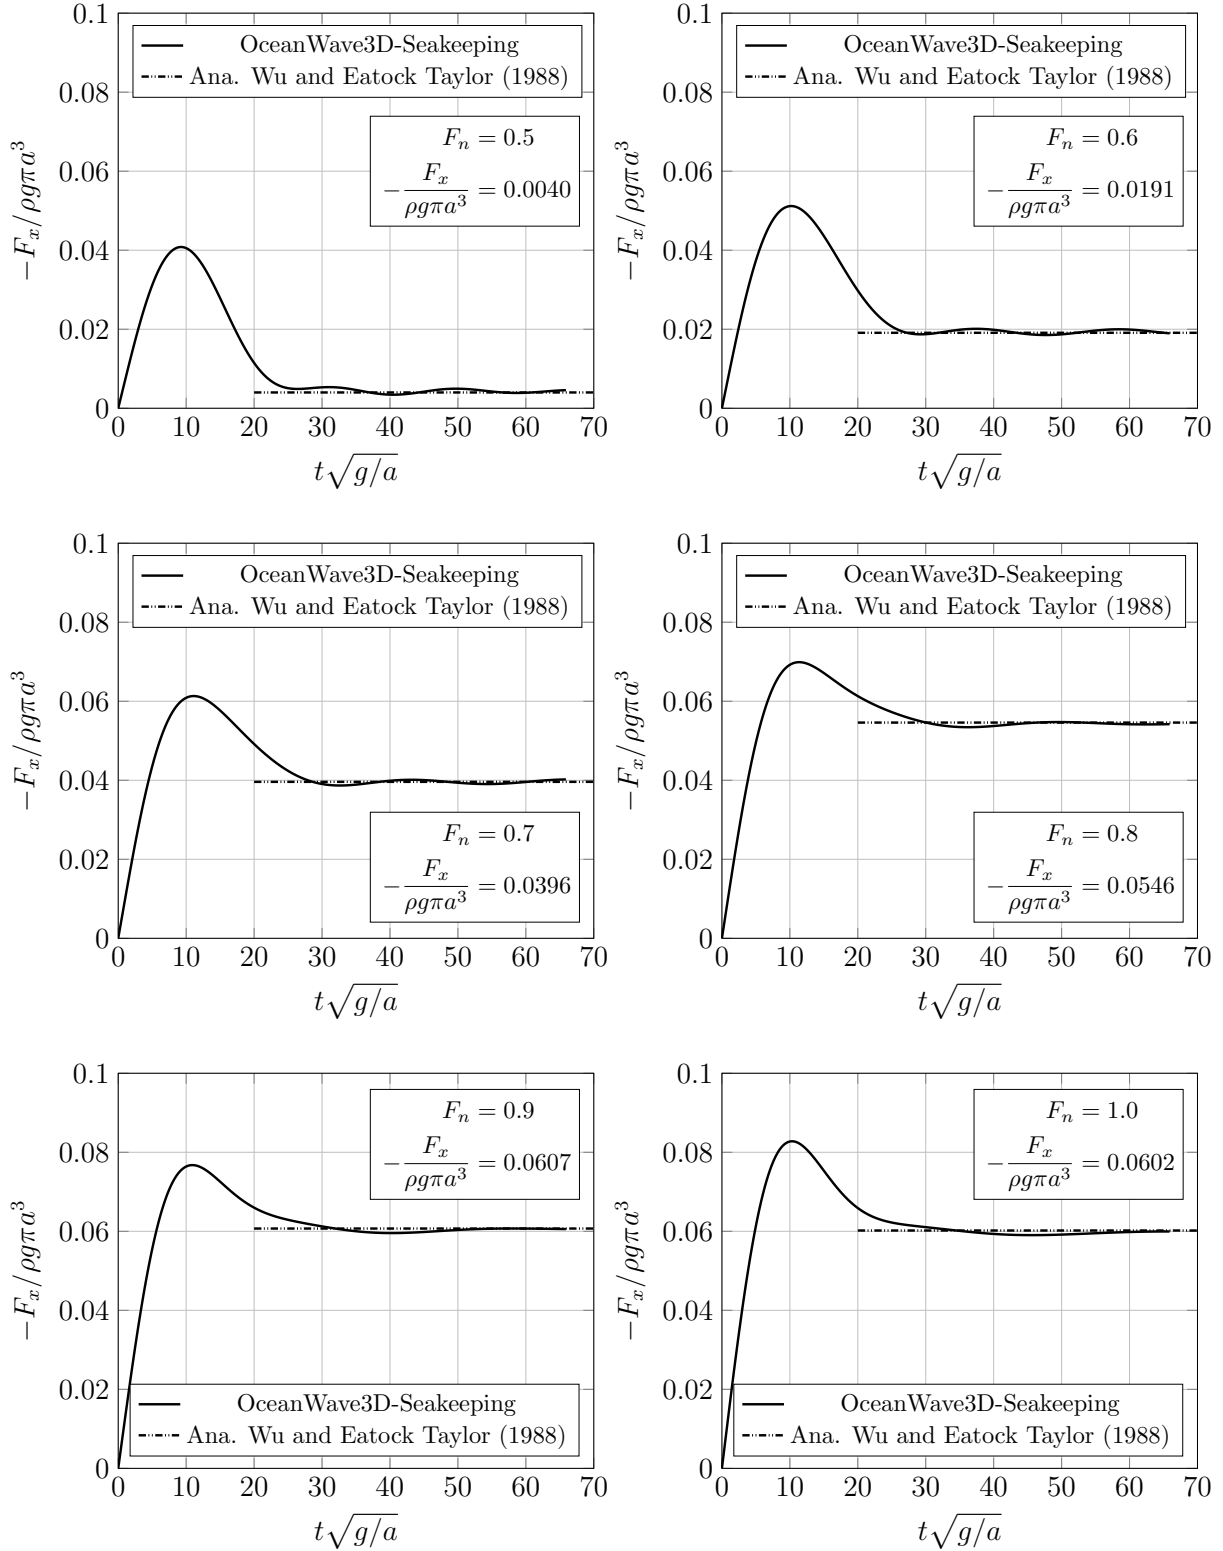 0.1
0.08
0.06
0.04
0.02
0
−F_x/ρgπa^3
OceanWave3D-Seakeeping
Ana. Wu and Eatock Taylor (1988)
F_n = 0.5
−F_x/ρgπa^3 = 0.0040
0 10 20 30 40 50 60 70
t√g/a
0.1
0.08
0.06
0.04
0.02
0
−F_x/ρgπa^3
OceanWave3D-Seakeeping
Ana. Wu and Eatock Taylor (1988)
F_n = 0.6
−F_x/ρgπa^3 = 0.0191
0 10 20 30 40 50 60 70
t√g/a
0.1
0.08
0.06
0.04
0.02
0
−F_x/ρgπa^3
OceanWave3D-Seakeeping
Ana. Wu and Eatock Taylor (1988)
F_n = 0.7
−F_x/ρgπa^3 = 0.0396
0 10 20 30 40 50 60 70
t√g/a
0.1
0.08
0.06
0.04
0.02
0
−F_x/ρgπa^3
OceanWave3D-Seakeeping
Ana. Wu and Eatock Taylor (1988)
F_n = 0.8
−F_x/ρgπa^3 = 0.0546
0 10 20 30 40 50 60 70
t√g/a
0.1
0.08
0.06
0.04
0.02
0
−F_x/ρgπa^3
F_n = 0.9
−F_x/ρgπa^3 = 0.0607
OceanWave3D-Seakeeping
Ana. Wu and Eatock Taylor (1988)
0 10 20 30 40 50 60 70
t√g/a
0.1
0.08
0.06
0.04
0.02
0
−F_x/ρgπa^3
F_n = 1.0
−F_x/ρgπa^3 = 0.0602
OceanWave3D-Seakeeping
Ana. Wu and Eatock Taylor (1988)
0 10 20 30 40 50 60 70
t√g/a